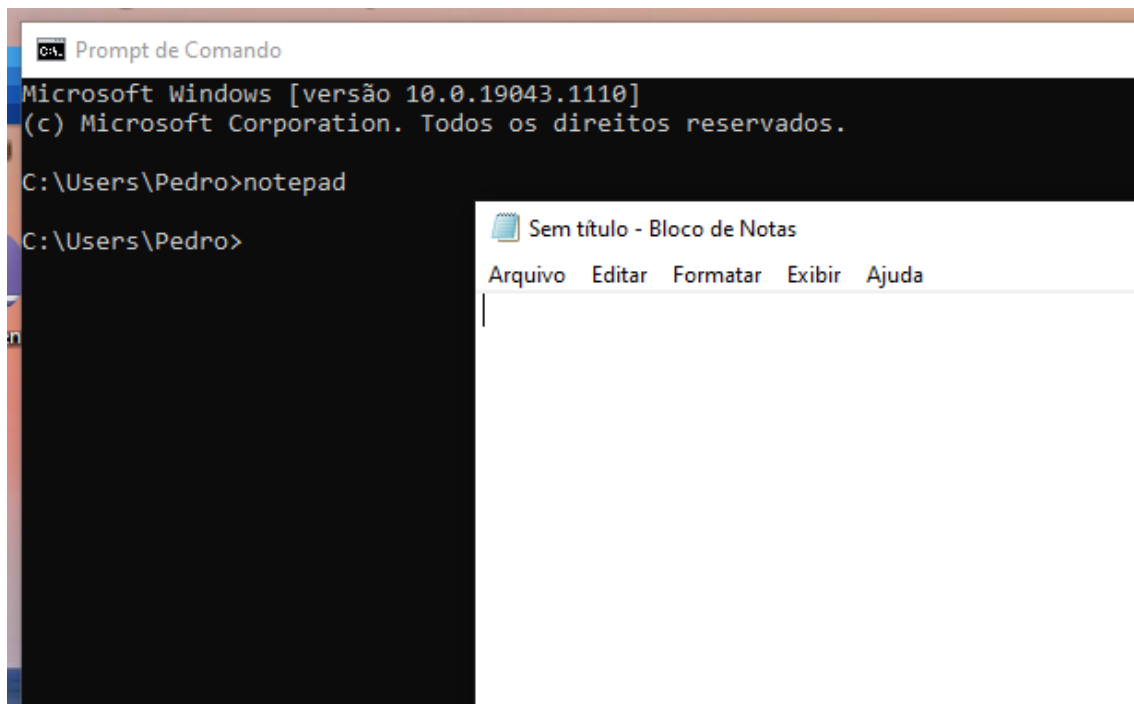 Prompt de Comando
Microsoft Windows [versão 10.0.19043.1110]
(c) Microsoft Corporation. Todos os direitos reservados.
C:\Users\Pedro>notepad
C:\Users\Pedro>
Sem título - Bloco de Notas
Arquivo Editar Formatar Exibir Ajuda